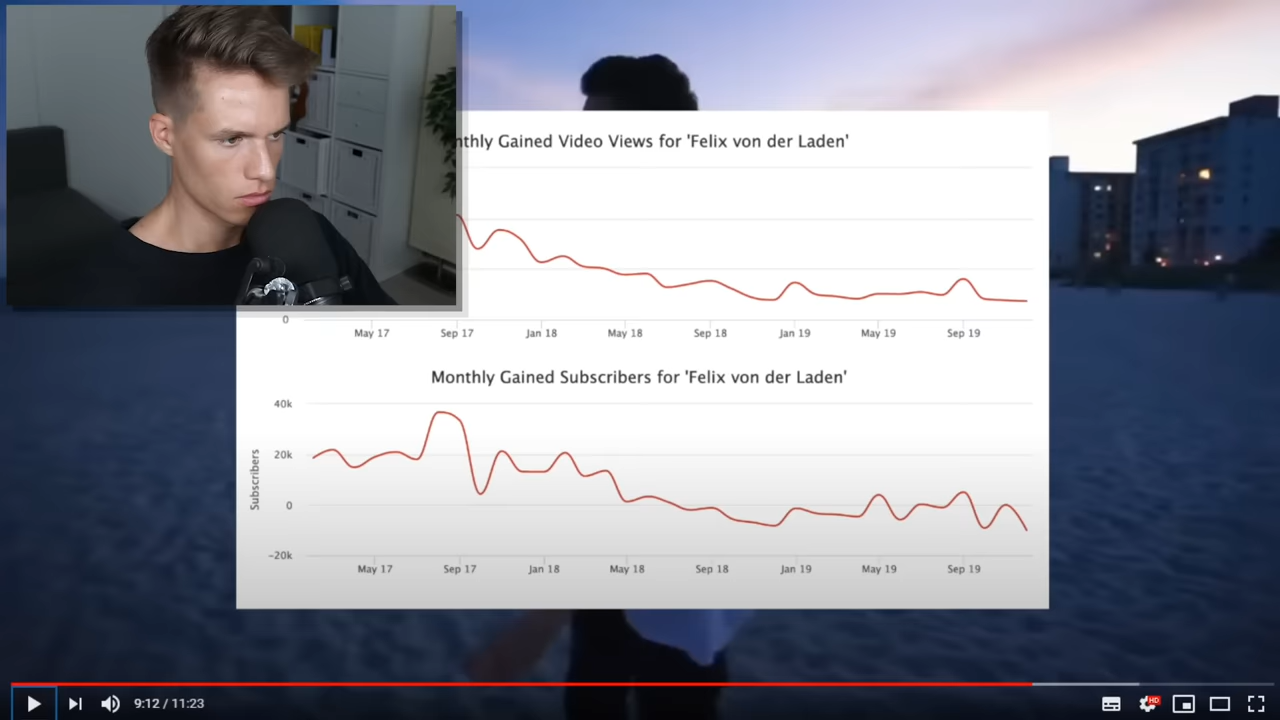 nthly Gained Video Views for 'Felix von der Laden'
0
May 17 Sep 17 Jan 18 May 18 Sep 18 Jan 19 May 19 Sep 19
Monthly Gained Subscribers for 'Felix von der Laden'
40k
20k
Subscribers
0
-20k
May 17 Sep 17 Jan 18 May 18 Sep 18 Jan 19 May 19 Sep 19
9:12 / 11:23
HD